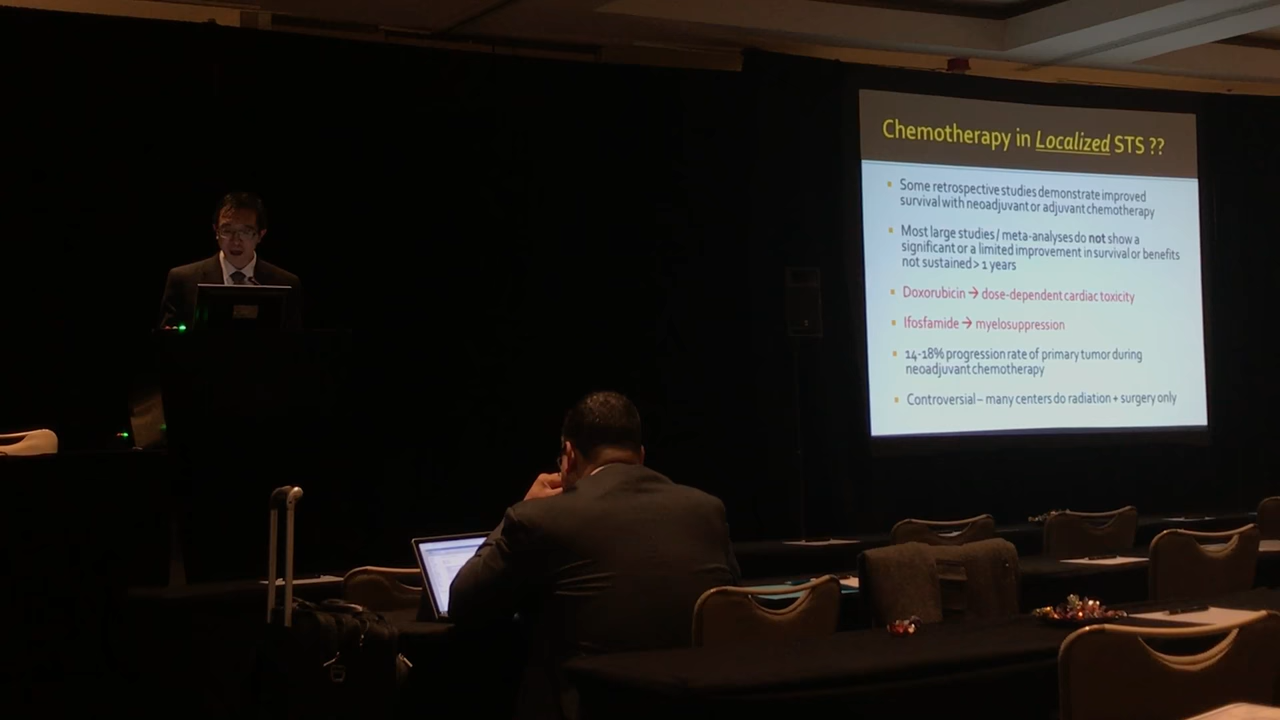 Chemotherapy in Localized STS ??
Some retrospective studies demonstrate improved
survival with neoadjuvant or adjuvant chemotherapy
Most large studies / meta-analyses do not show a
significant or a limited improvement in survival or benefits
not sustained > 1 years
Doxorubicin → dose-dependent cardiac toxicity
Ifosfamide → myelosuppression
14-18% progression rate of primary tumor during
neoadjuvant chemotherapy
Controversial – many centers do radiation + surgery only